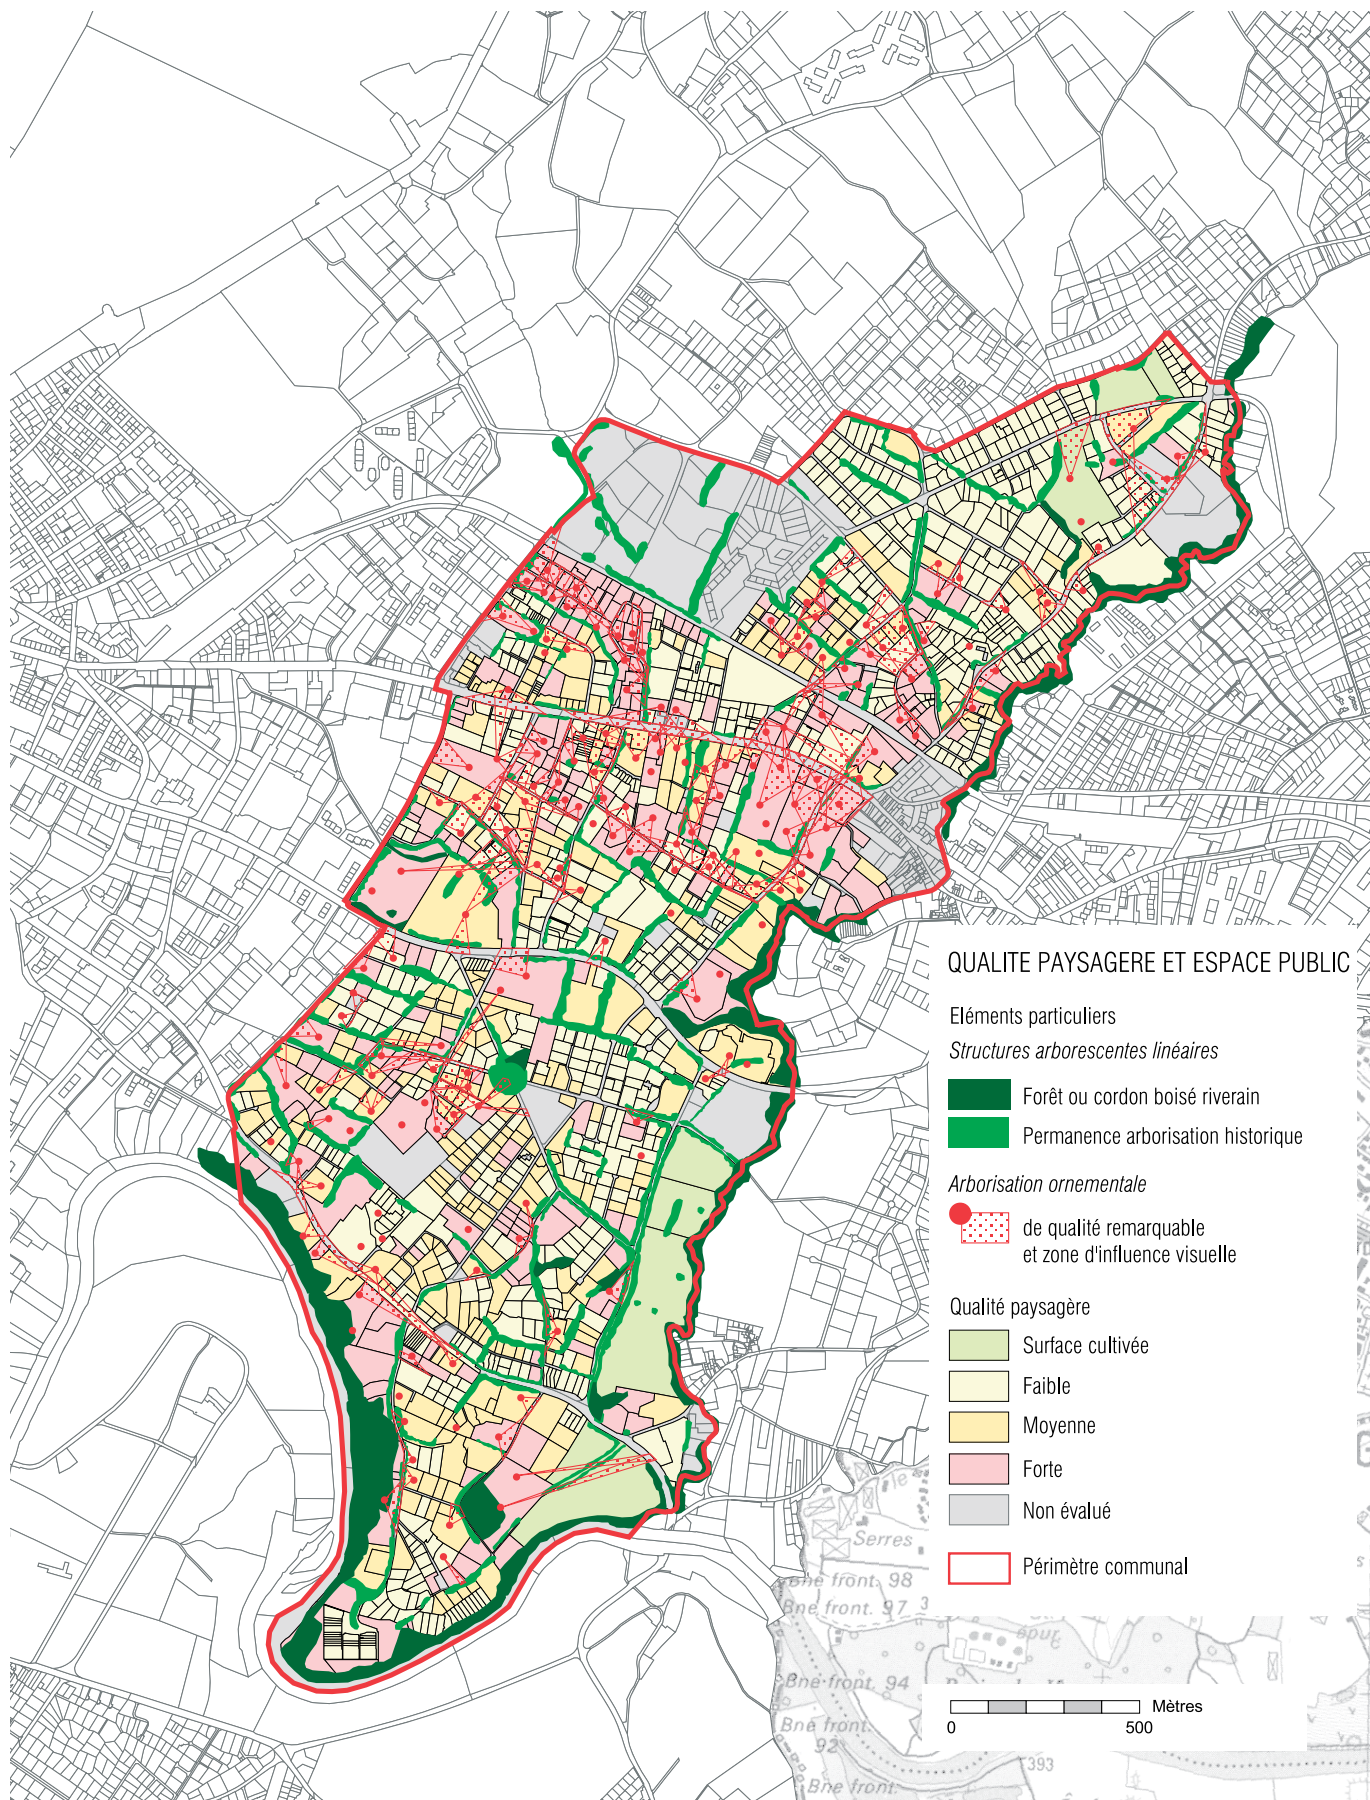 QUALITE PAYSAGERE ET ESPACE PUBLIC
Eléments particuliers
Structures arborescentes linéaires
Forêt ou cordon boisé riverain
Permanence arborisation historique
Arborisation ornementale
de qualité remarquable
et zone d'influence visuelle
Qualité paysagère
Surface cultivée
Faible
Moyenne
Forte
Non évalué
Périmètre communal
Serres
Bne front. 98
Bne front. 97
Bne front. 94
Bne front.
92
Bne front.
393
Mètres
0 500